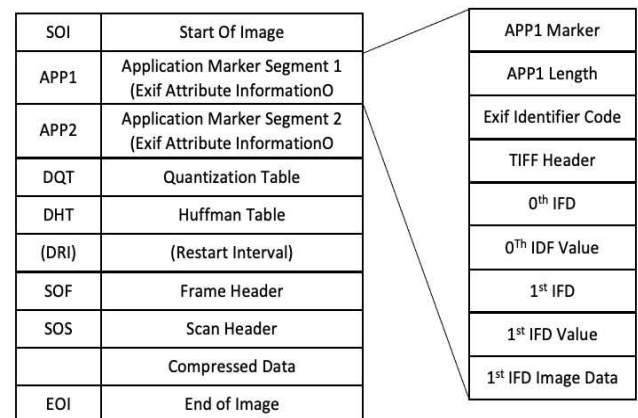 SOI Start Of Image
APP1 Application Marker Segment 1
(Exif Attribute InformationO
APP2 Application Marker Segment 2
(Exif Attribute InformationO
DQT Quantization Table
DHT Huffman Table
(DRI) (Restart Interval)
SOF Frame Header
SOS Scan Header
Compressed Data
EOI End of Image
APP1 Marker
APP1 Length
Exif Identifier Code
TIFF Header
0th IFD
0Th IDF Value
1st IFD
1st IFD Value
1st IFD Image Data